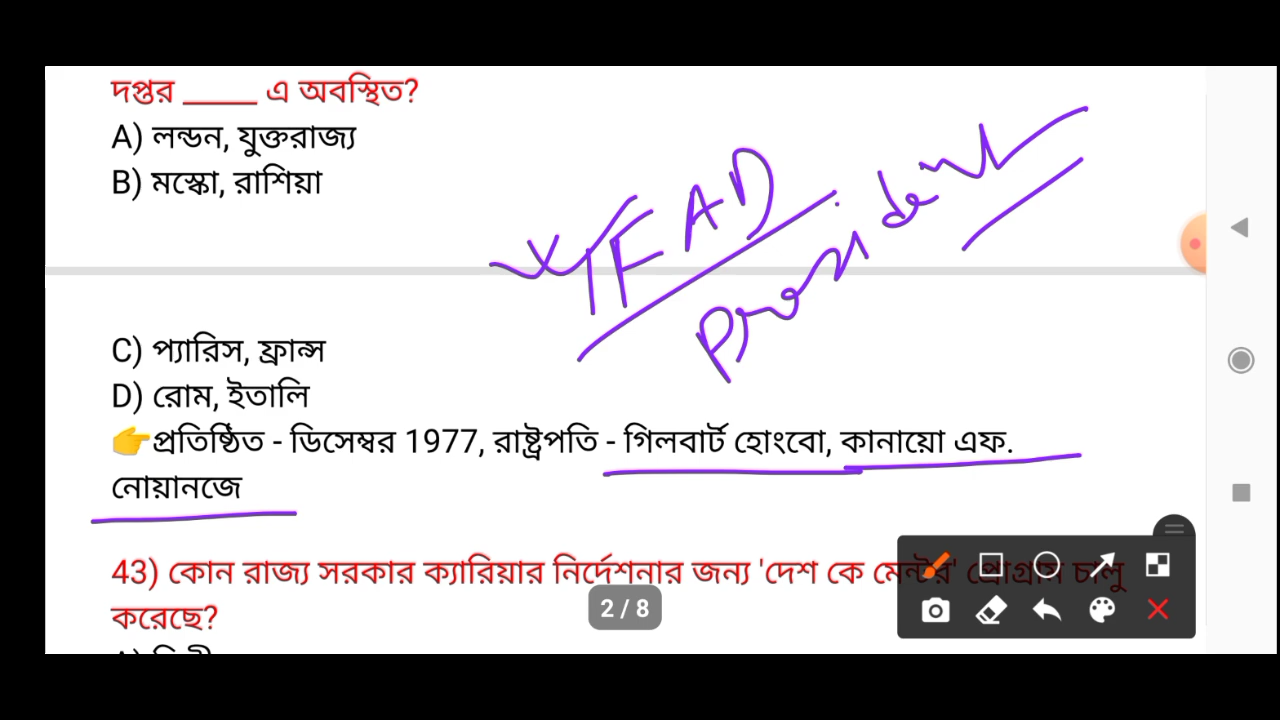 দপ্তর _____ এ অবস্থিত?
A) লন্ডন, যুক্তরাজ্য
B) মস্কো, রাশিয়া
IFAD
President
C) প্যারিস, ফ্রান্স
D) রোম, ইতালি
👉প্রতিষ্ঠিত - ডিসেম্বর 1977, রাষ্ট্রপতি - গিলবার্ট হোংবো, কানায়ো এফ.
নোয়ানজে
43) কোন রাজ্য সরকার ক্যারিয়ার নির্দেশনার জন্য 'দেশ কে মেন্টর' প্রোগ্রাম চালু
করেছে?
2 / 8